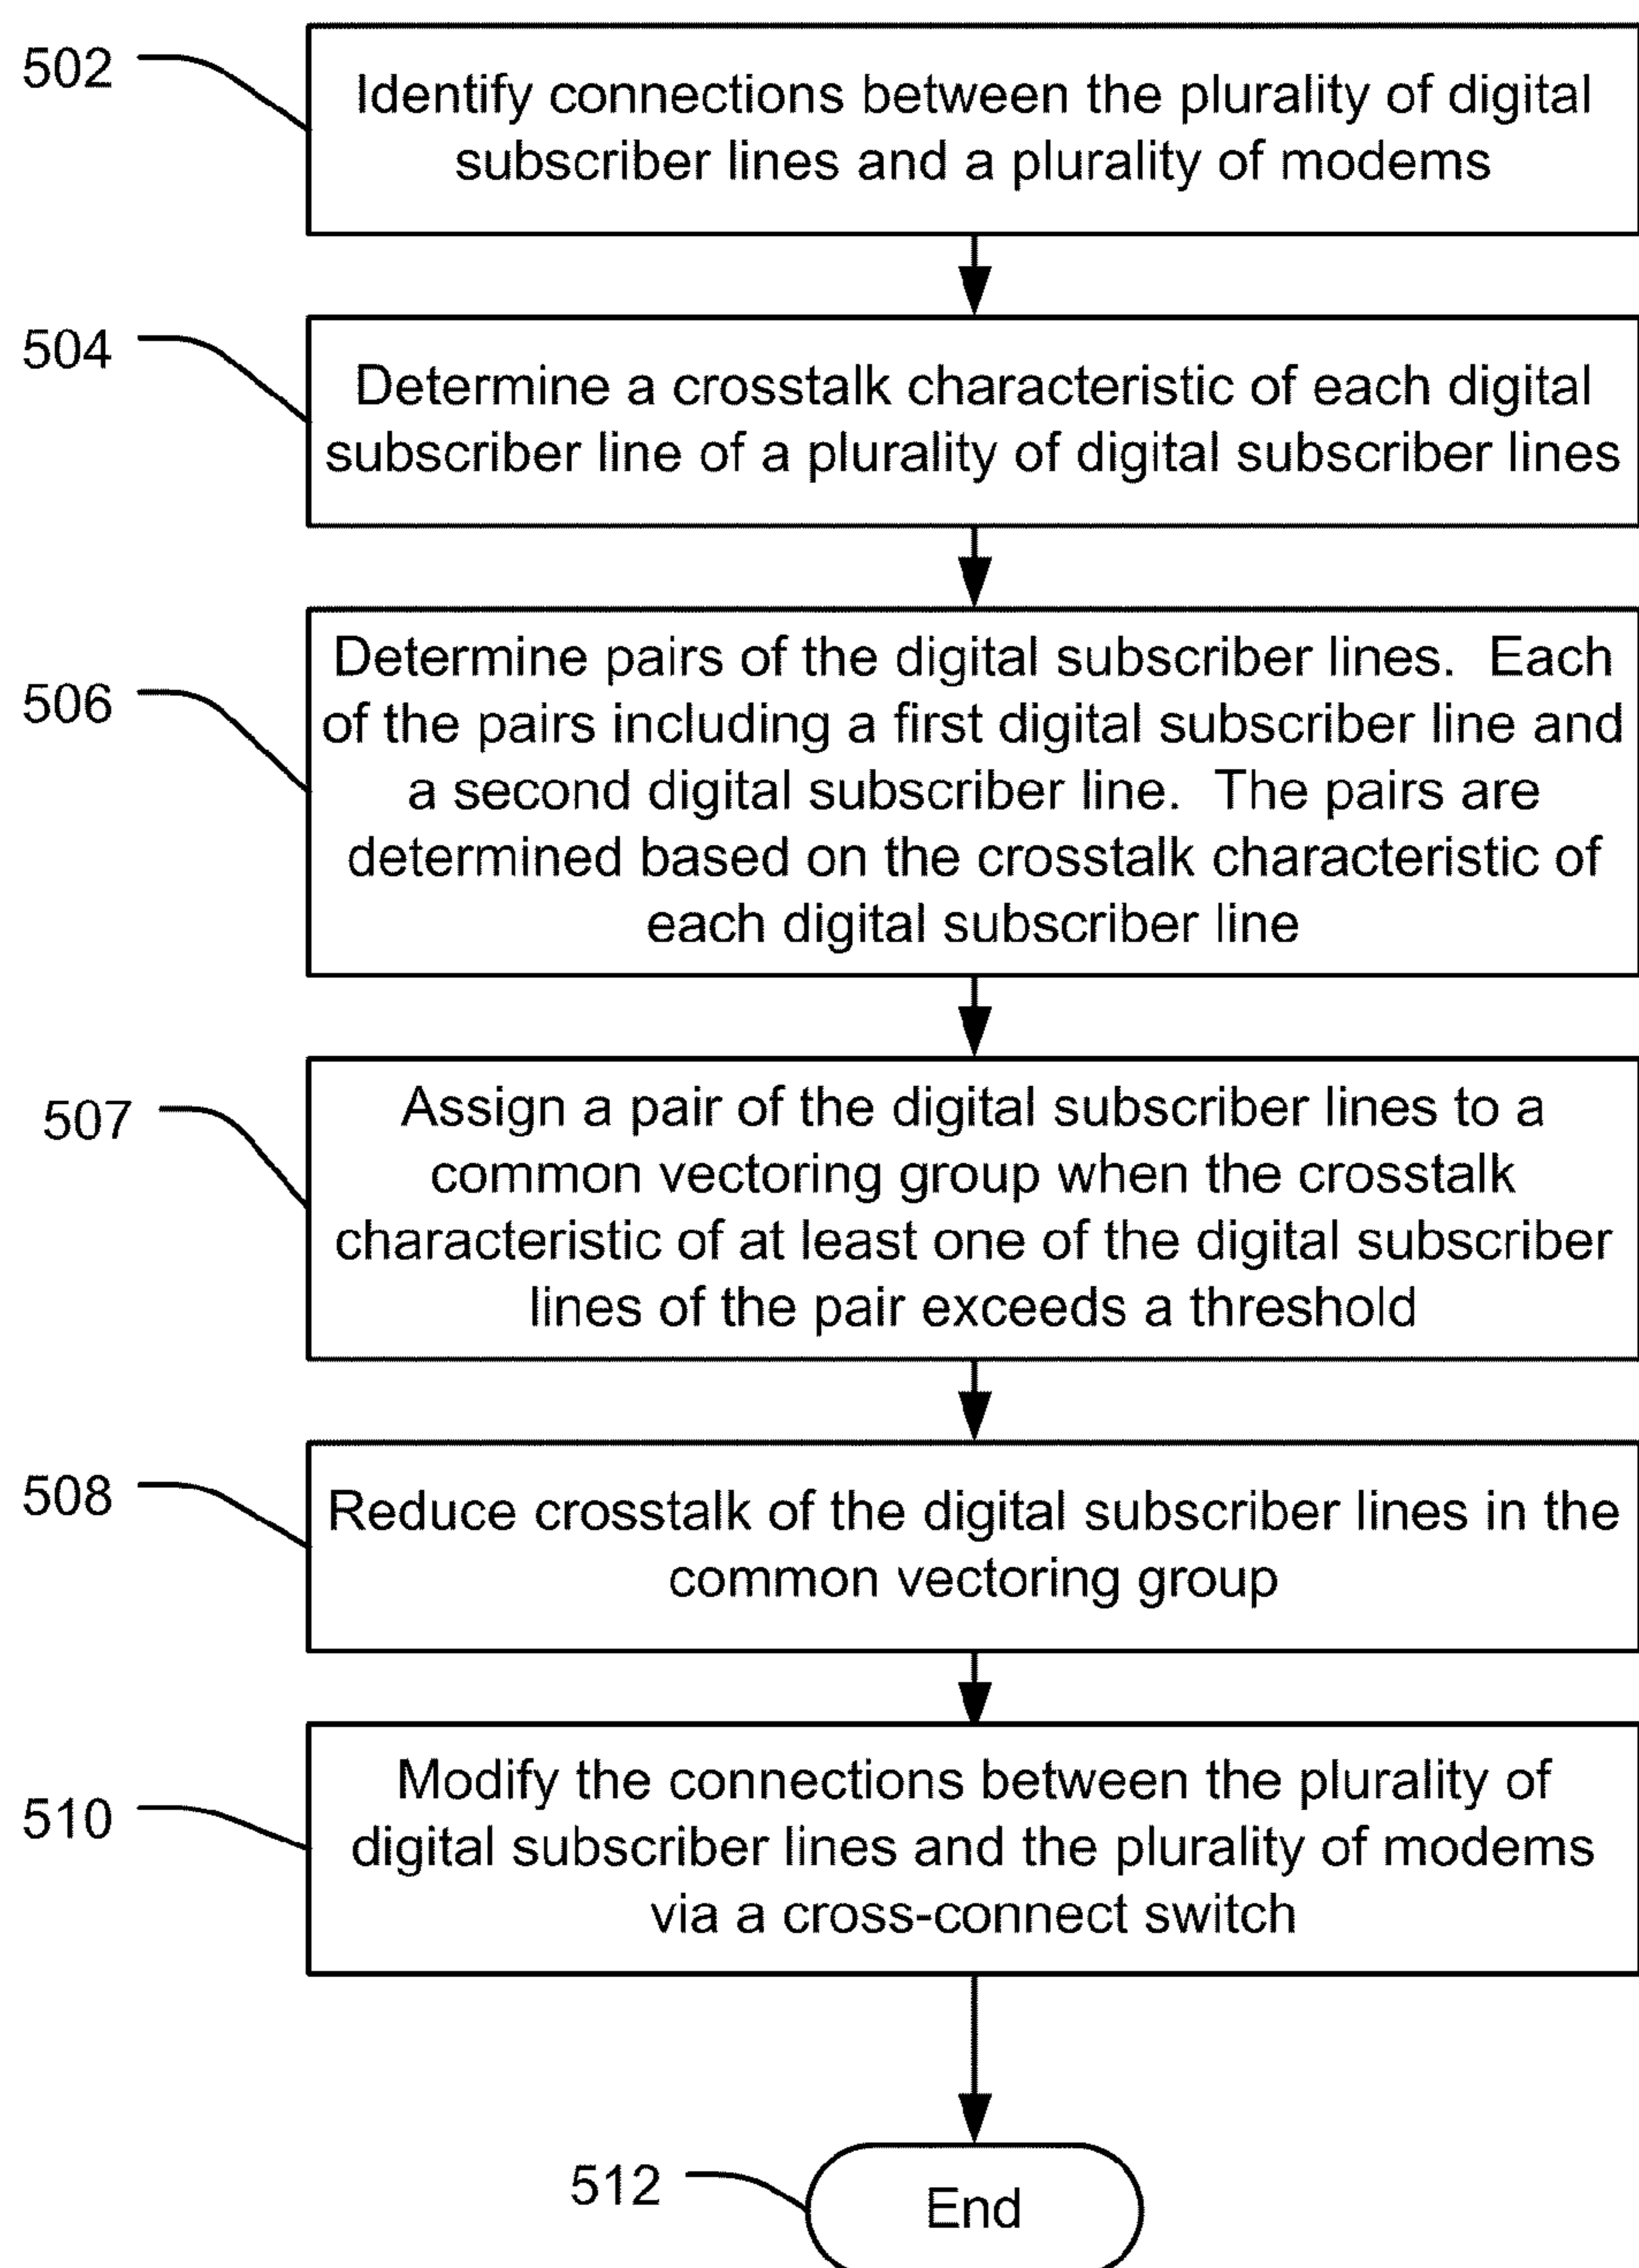 502
Identify connections between the plurality of digital
subscriber lines and a plurality of modems
504
Determine a crosstalk characteristic of each digital
subscriber line of a plurality of digital subscriber lines
506
Determine pairs of the digital subscriber lines.  Each
of the pairs including a first digital subscriber line and
a second digital subscriber line.  The pairs are
determined based on the crosstalk characteristic of
each digital subscriber line
507
Assign a pair of the digital subscriber lines to a
common vectoring group when the crosstalk
characteristic of at least one of the digital subscriber
lines of the pair exceeds a threshold
508
Reduce crosstalk of the digital subscriber lines in the
common vectoring group
510
Modify the connections between the plurality of
digital subscriber lines and the plurality of modems
via a cross-connect switch
512
End